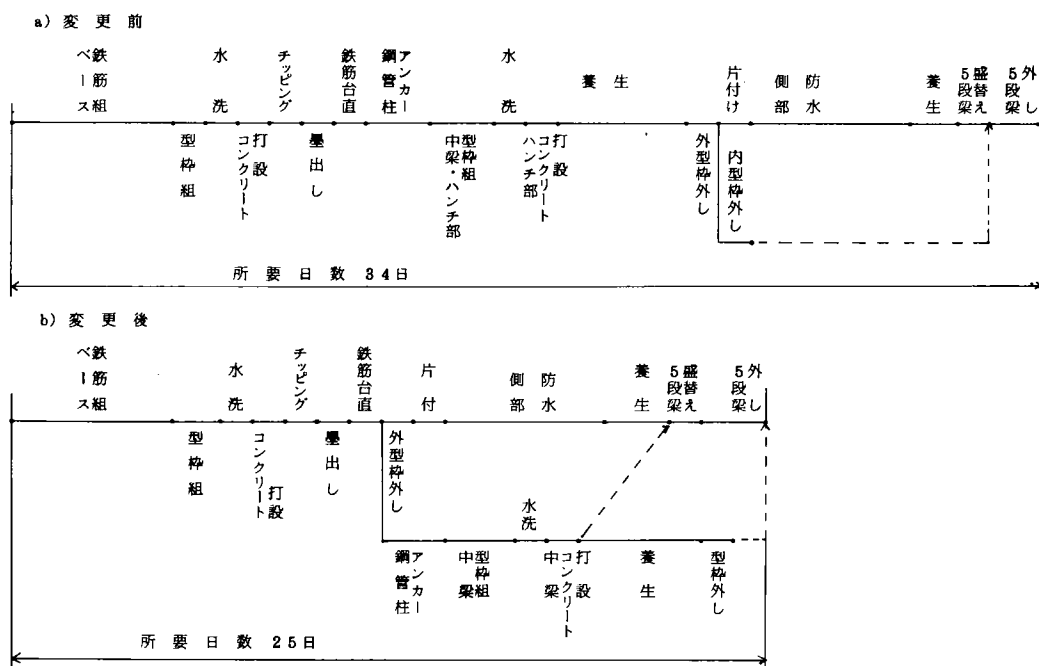 a) 変更前
ベース
鉄筋組
水洗
チッピング
鉄筋台直
鋼管柱
アンカー
水洗
養生
片付け
側部
防水
養生
5段梁
盛替え
5段梁
外し
型枠組
コンクリート
打設
墨出し
中梁・ハンチ部
型枠組
ハンチ部
コンクリート
打設
外型枠外し
内型枠外し
所要日数34日
b) 変更後
ベース
鉄筋組
水洗
チッピング
鉄筋台直
片付
側部
防水
養生
5段梁
盛替え
5段梁
外し
型枠組
コンクリート
打設
墨出し
外型枠外し
水洗
鋼管柱
アンカー
中梁
型枠組
中梁
コンクリート
打設
養生
型枠外し
所要日数25日